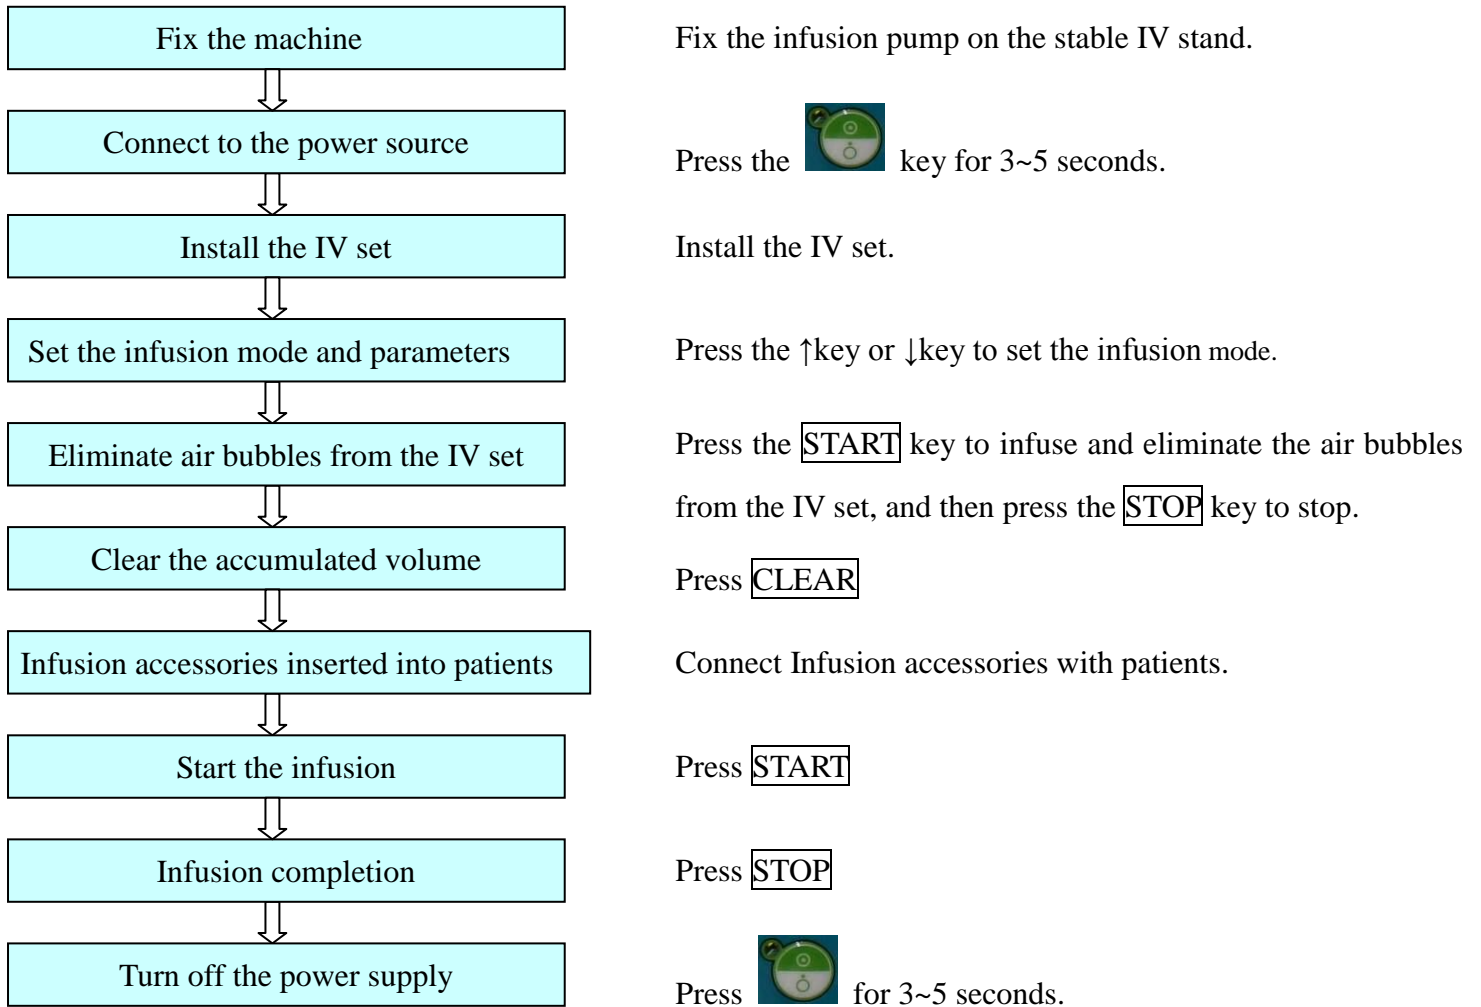 Fix the machine
Fix the infusion pump on the stable IV stand.
Connect to the power source
Press the key for 3~5 seconds.
Install the IV set
Install the IV set.
Set the infusion mode and parameters
Press the ↑key or ↓key to set the infusion mode.
Eliminate air bubbles from the IV set
Press the START key to infuse and eliminate the air bubbles
from the IV set, and then press the STOP key to stop.
Clear the accumulated volume
Press CLEAR
Infusion accessories inserted into patients
Connect Infusion accessories with patients.
Start the infusion
Press START
Infusion completion
Press STOP
Turn off the power supply
Press for 3~5 seconds.